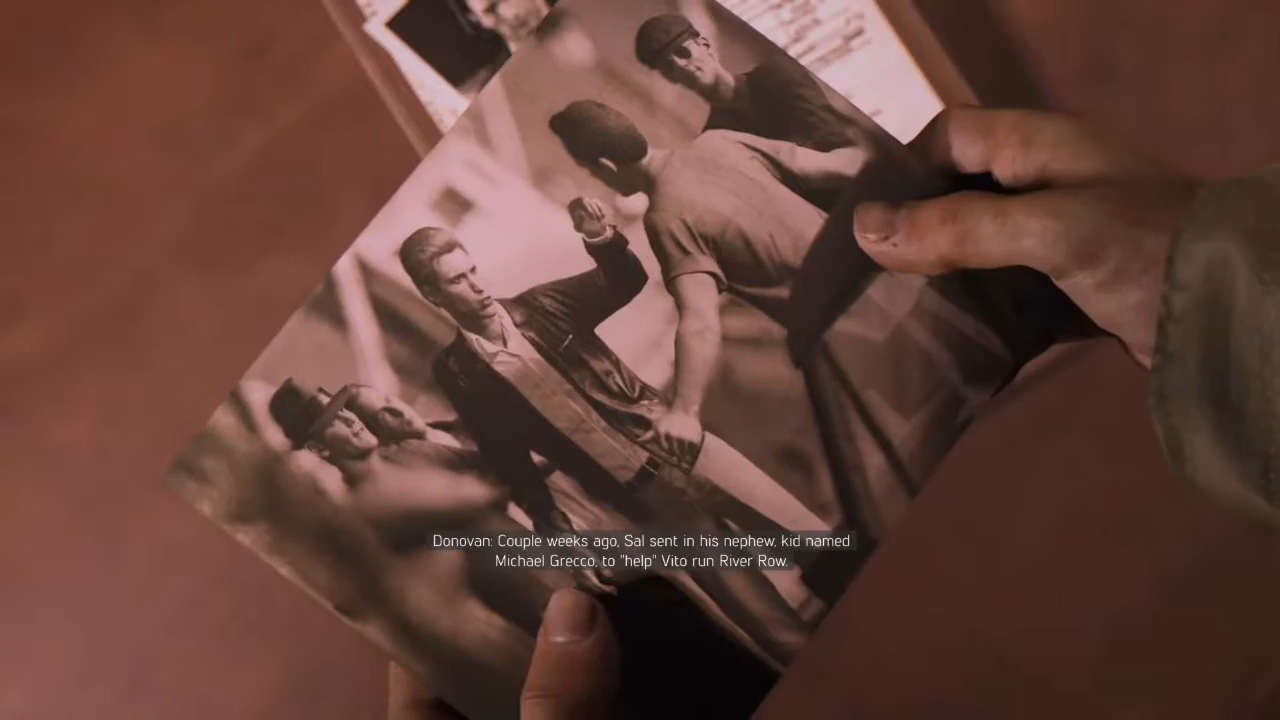 Donovan: Couple weeks ago, Sal sent in his nephew, kid named
Michael Grecco, to "help" Vito run River Row.